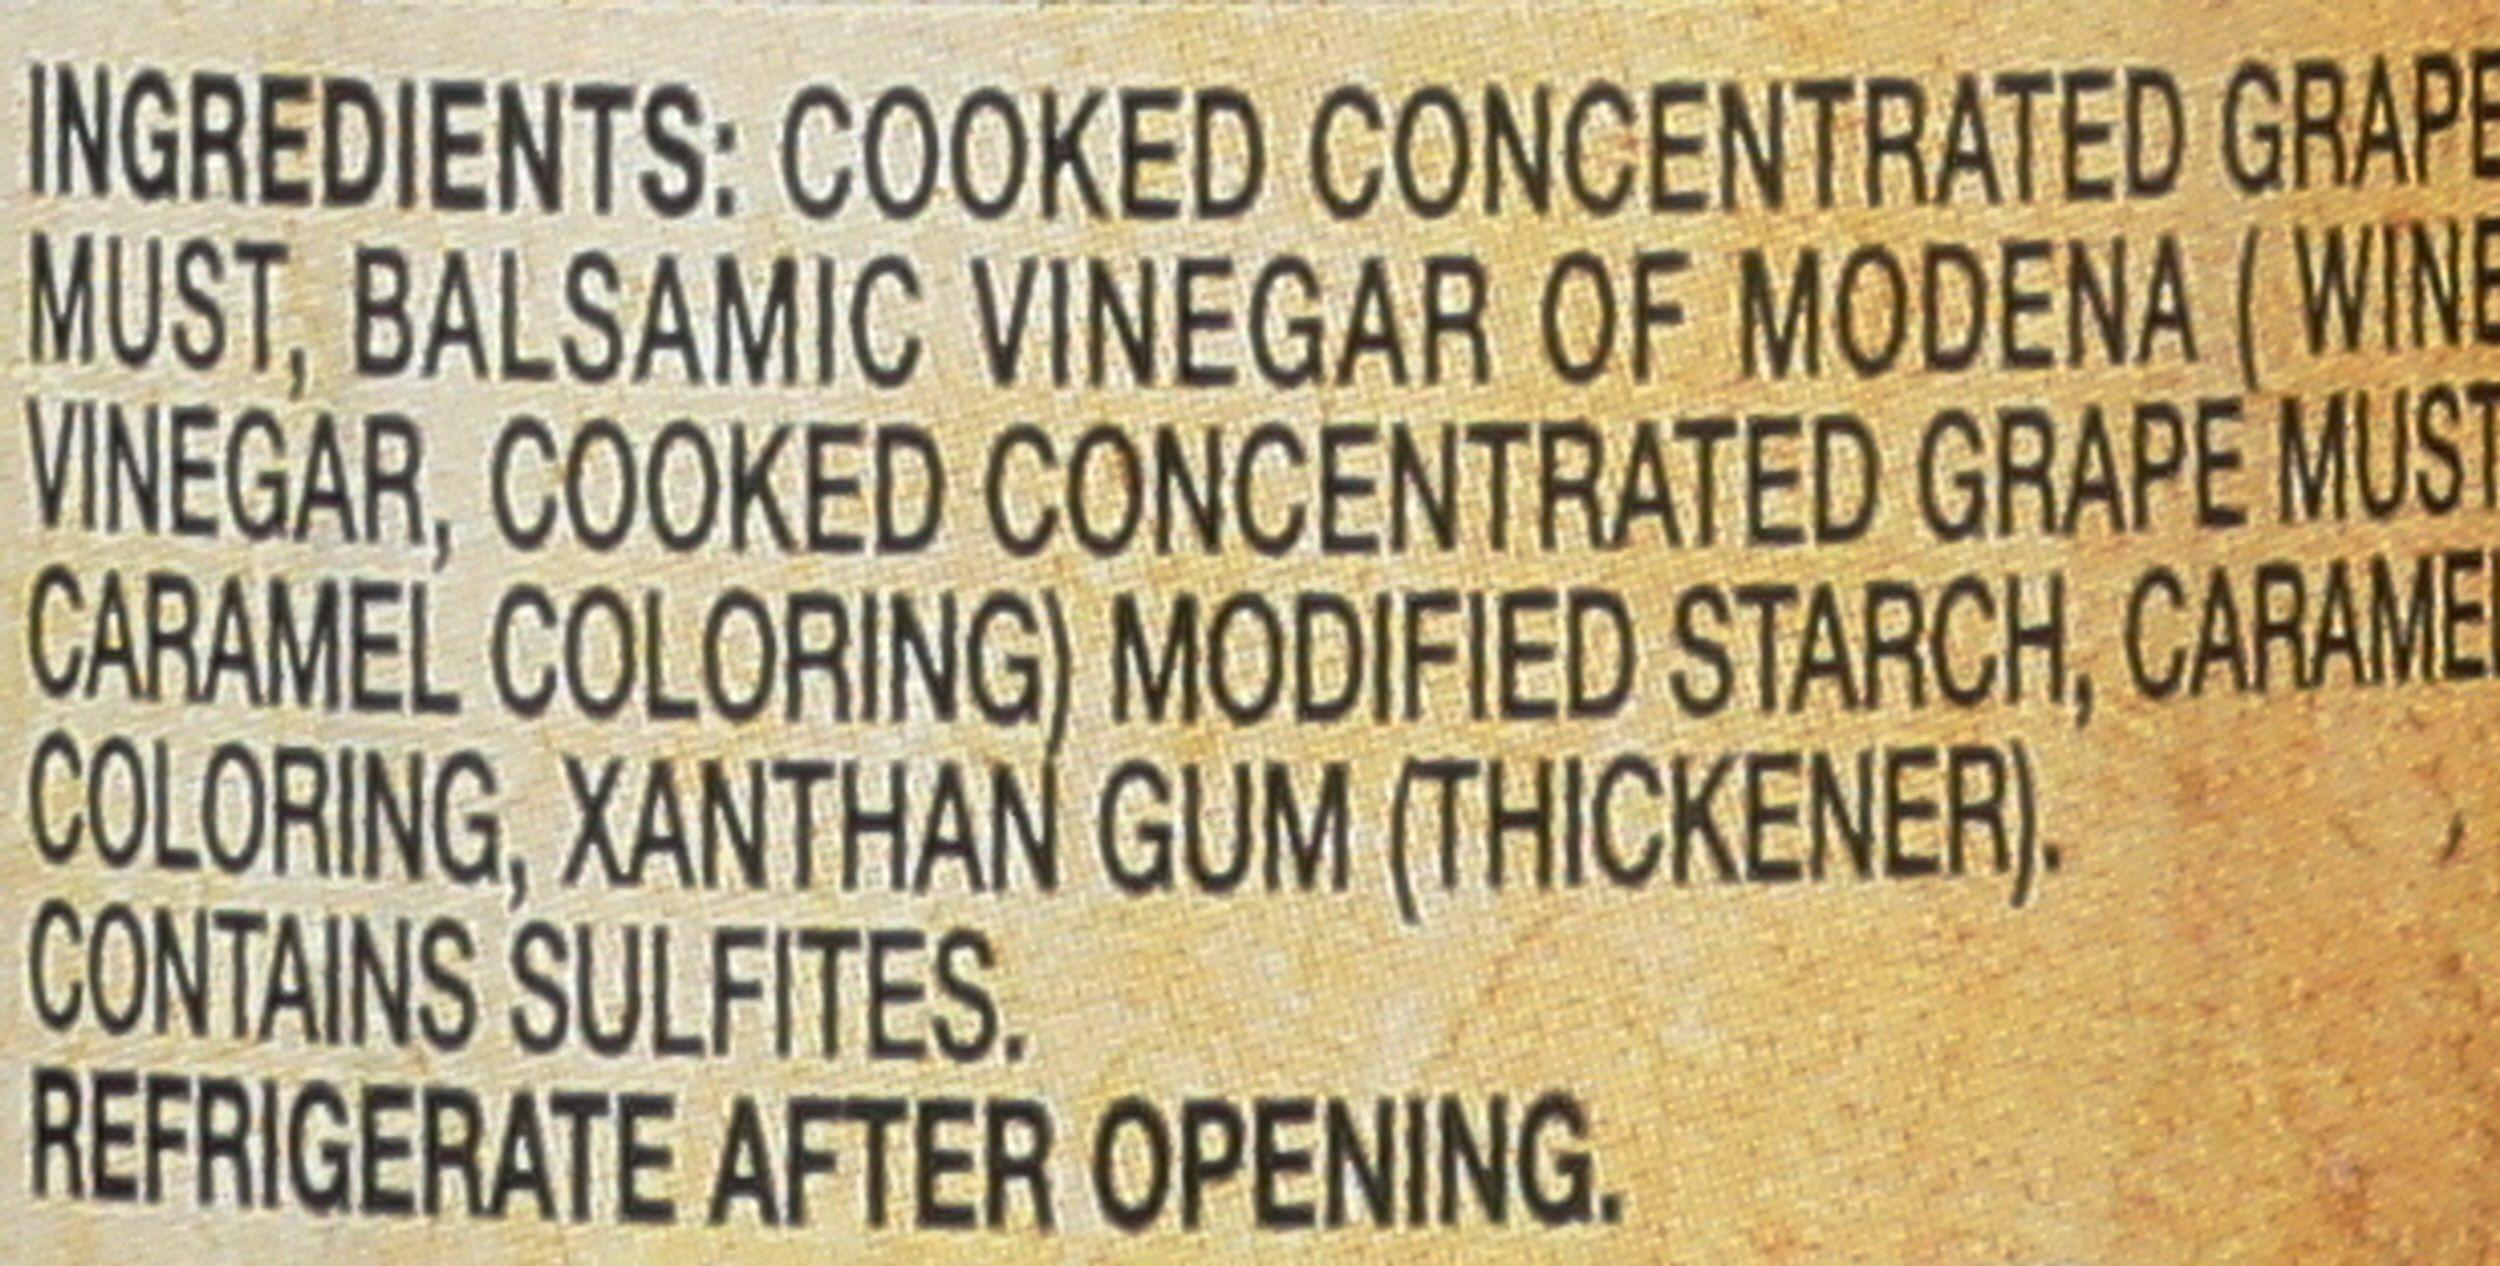 INGREDIENTS: COOKED CONCENTRATED GRAPE
MUST, BALSAMIC VINEGAR OF MODENA ( WINE
VINEGAR, COOKED CONCENTRATED GRAPE MUST
CARAMEL COLORING) MODIFIED STARCH, CARAMEL
COLORING, XANTHAN GUM (THICKENER).
CONTAINS SULFITES.
REFRIGERATE AFTER OPENING.